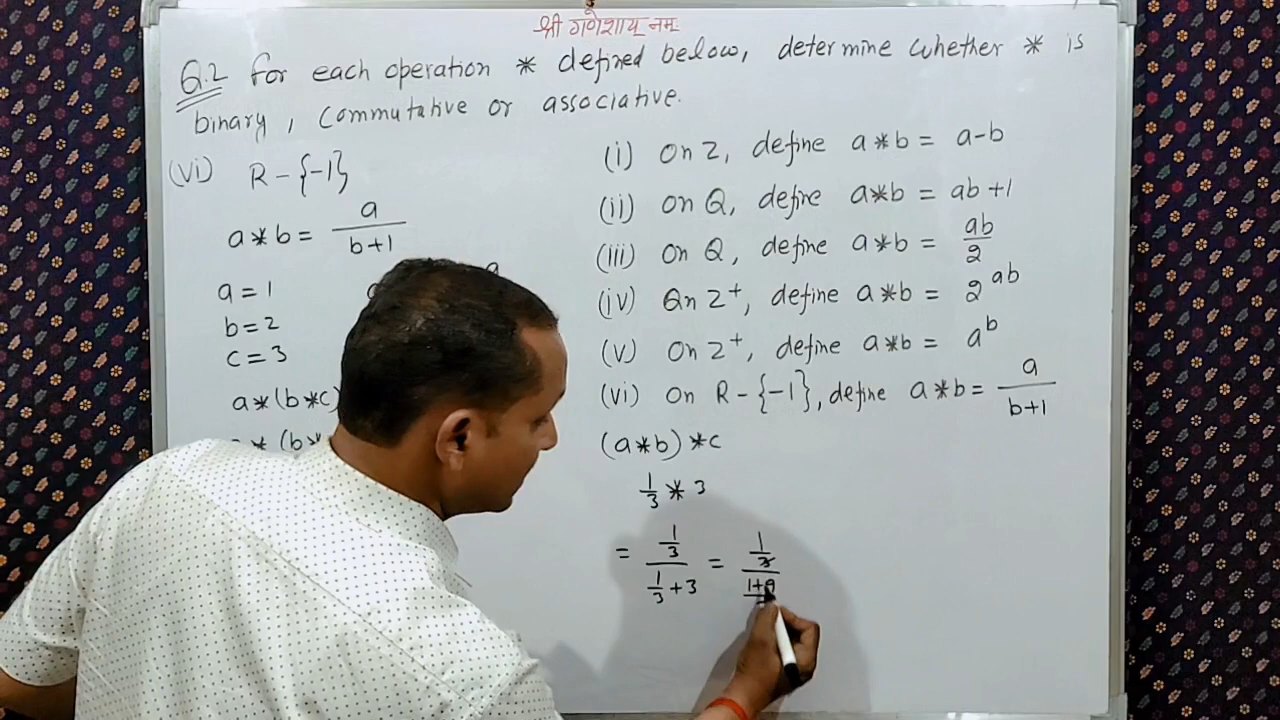 श्री गणेशाय नमः
Q.2 For each operation * defined below, determine whether * is
binary, Commutative or associative.
(vi) R-{-1}
a*b = a/(b+1)
a=1
b=2
c=3
a*(b*c)
(i) On Z, define a*b = a-b
(ii) On Q, define a*b = ab+1
(iii) On Q, define a*b = ab/2
(iv) On Z⁺, define a*b = 2^ab
(v) On Z⁺, define a*b = a^b
(vi) On R-{-1}, define a*b = a/(b+1)
(a*b)*c
1/3 * 3
= (1/3)/(1/3+3) = (1/3)/((1+9)/3)